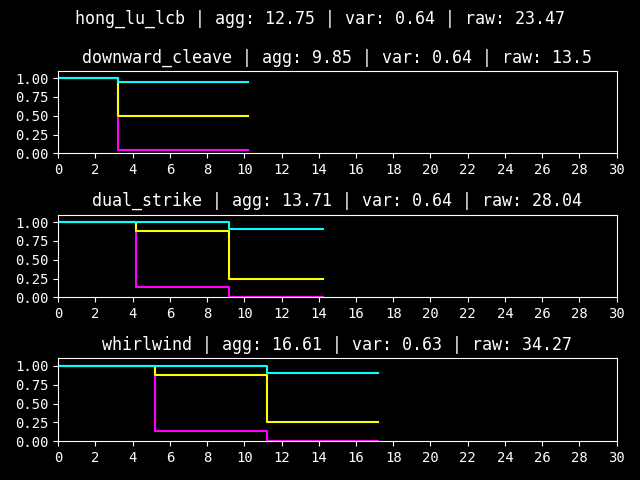 hong_lu_lcb | agg: 12.75 | var: 0.64 | raw: 23.47
downward_cleave | agg: 9.85 | var: 0.64 | raw: 13.5
1.00
0.75
0.50
0.25
0.00
0 2 4 6 8 10 12 14 16 18 20 22 24 26 28 30
dual_strike | agg: 13.71 | var: 0.64 | raw: 28.04
1.00
0.75
0.50
0.25
0.00
0 2 4 6 8 10 12 14 16 18 20 22 24 26 28 30
whirlwind | agg: 16.61 | var: 0.63 | raw: 34.27
1.00
0.75
0.50
0.25
0.00
0 2 4 6 8 10 12 14 16 18 20 22 24 26 28 30